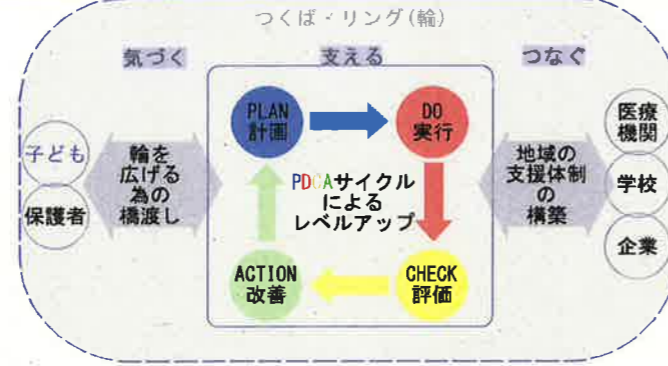 つくば・リング(輪)
気づく
支える
つなぐ
子ども
保護者
輪を
広げる
為の
橋渡し
PLAN
計画
DO
実行
PDCAサイクル
による
レベルアップ
ACTION
改善
CHECK
評価
地域の
支援体制
の
構築
医療
機関
学校
企業